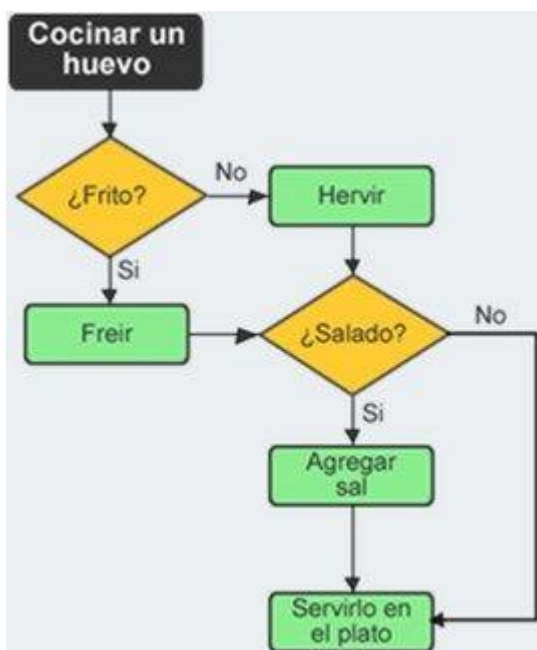 Cocinar un
huevo
¿Frito?
No
Hervir
Si
Freir
¿Salado?
No
Si
Agregar
sal
Servirlo en
el plato